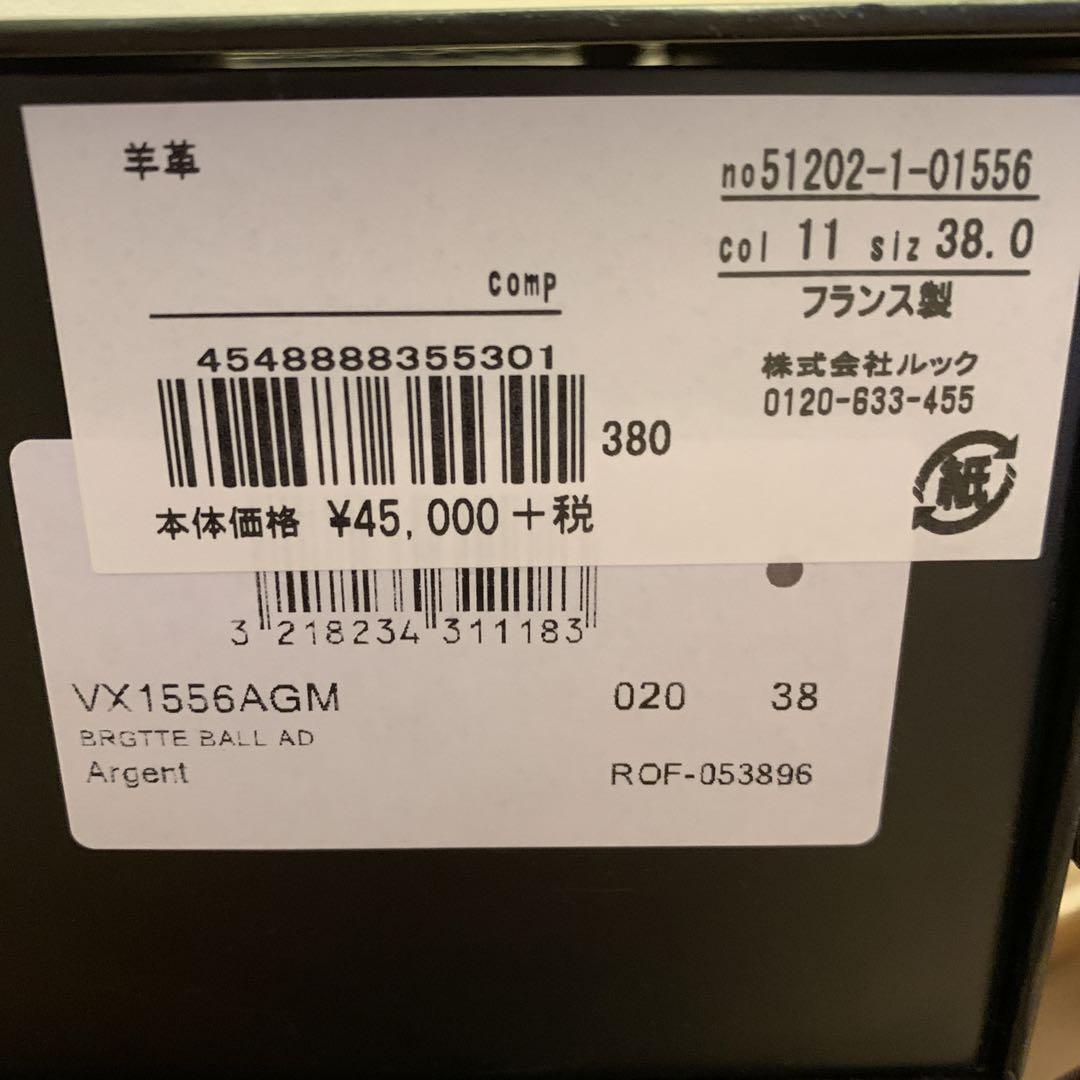 羊革
no 51202-1-01556
col 11 siz 38.0
フランス製
comp
4548888355301
株式会社ルック
0120-633-455
380
紙
本体価格 ¥45,000+税
3 218234 311183
VX1556AGM 020 38
BRGTTE BALL AD
Argent ROF-053896